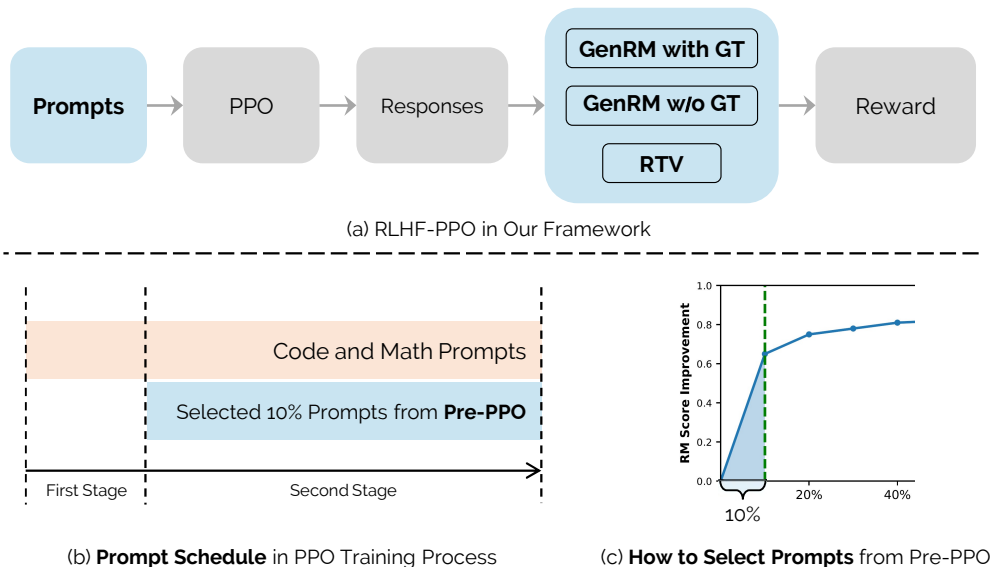 Prompts
PPO
Responses
GenRM with GT
GenRM w/o GT
RTV
Reward
(a) RLHF-PPO in Our Framework
Code and Math Prompts
Selected 10% Prompts from Pre-PPO
First Stage
Second Stage
(b) Prompt Schedule in PPO Training Process
RM Score Improvement
1.0
0.8
0.6
0.4
0.2
0.0
20%
40%
10%
(c) How to Select Prompts from Pre-PPO